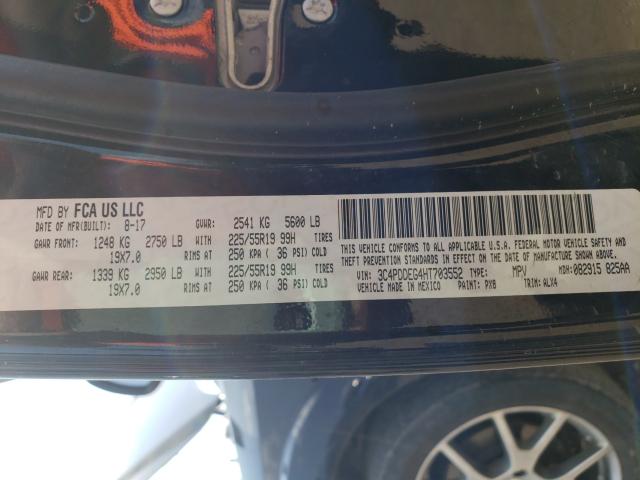 MFD BY FCA US LLC
DATE OF MFR(BUILT): 8-17 GVWR: 2541 KG 5600 LB
GAWR FRONT: 1248 KG 2750 LB WITH 225/55R19 99H TIRES
19X7.0 RIMS AT 250 KPA ( 36 PSI) COLD
GAWR REAR: 1339 KG 2950 LB WITH 225/55R19 99H TIRES
19X7.0 RIMS AT 250 KPA ( 36 PSI) COLD
THIS VEHICLE CONFORMS TO ALL APPLICABLE U.S.A. FEDERAL MOTOR VEHICLE SAFETY AND
THEFT PREVENTION STANDARDS IN EFFECT ON THE DATE OF MANUFACTURE SHOWN ABOVE.
VIN: 3C4PDDEG4HT703552 TYPE: MPV MDH: 082915 825AA
VEHICLE MADE IN MEXICO PAINT: PX8 TRIM: ALX4